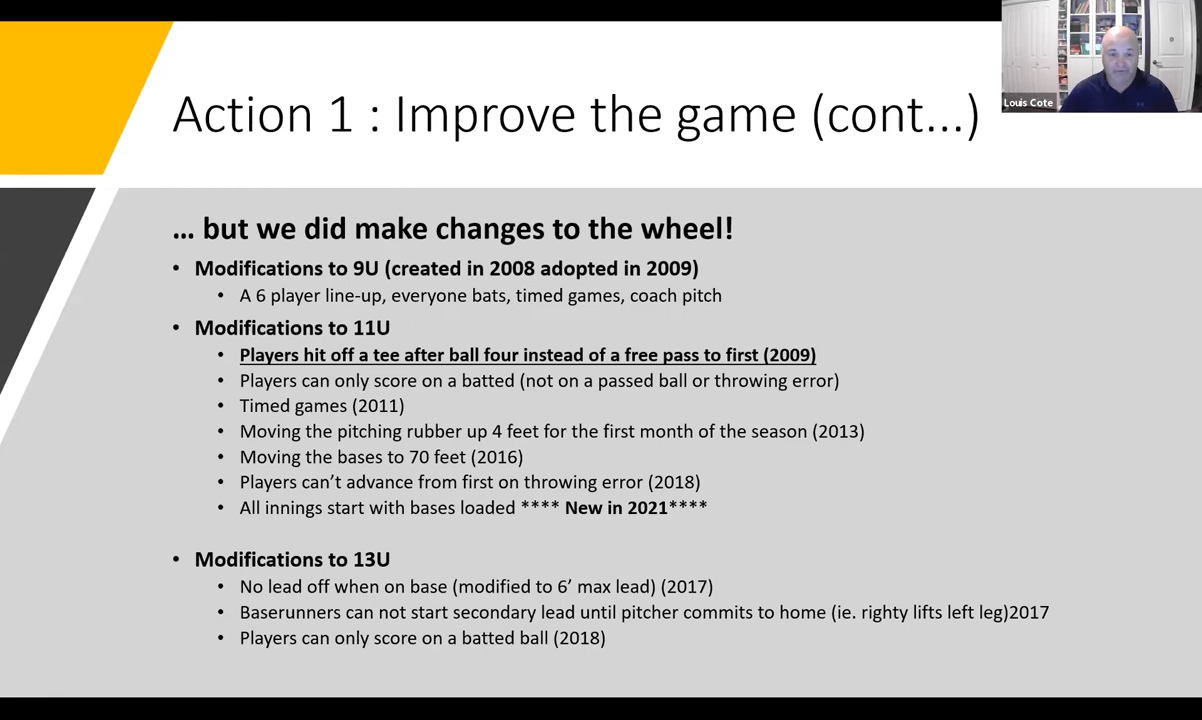 Louis Cote
Action 1 : Improve the game (cont...)
... but we did make changes to the wheel!
• Modifications to 9U (created in 2008 adopted in 2009)
• A 6 player line-up, everyone bats, timed games, coach pitch
• Modifications to 11U
• Players hit off a tee after ball four instead of a free pass to first (2009)
• Players can only score on a batted (not on a passed ball or throwing error)
• Timed games (2011)
• Moving the pitching rubber up 4 feet for the first month of the season (2013)
• Moving the bases to 70 feet (2016)
• Players can't advance from first on throwing error (2018)
• All innings start with bases loaded **** New in 2021****
• Modifications to 13U
• No lead off when on base (modified to 6' max lead) (2017)
• Baserunners can not start secondary lead until pitcher commits to home (ie. righty lifts left leg)2017
• Players can only score on a batted ball (2018)